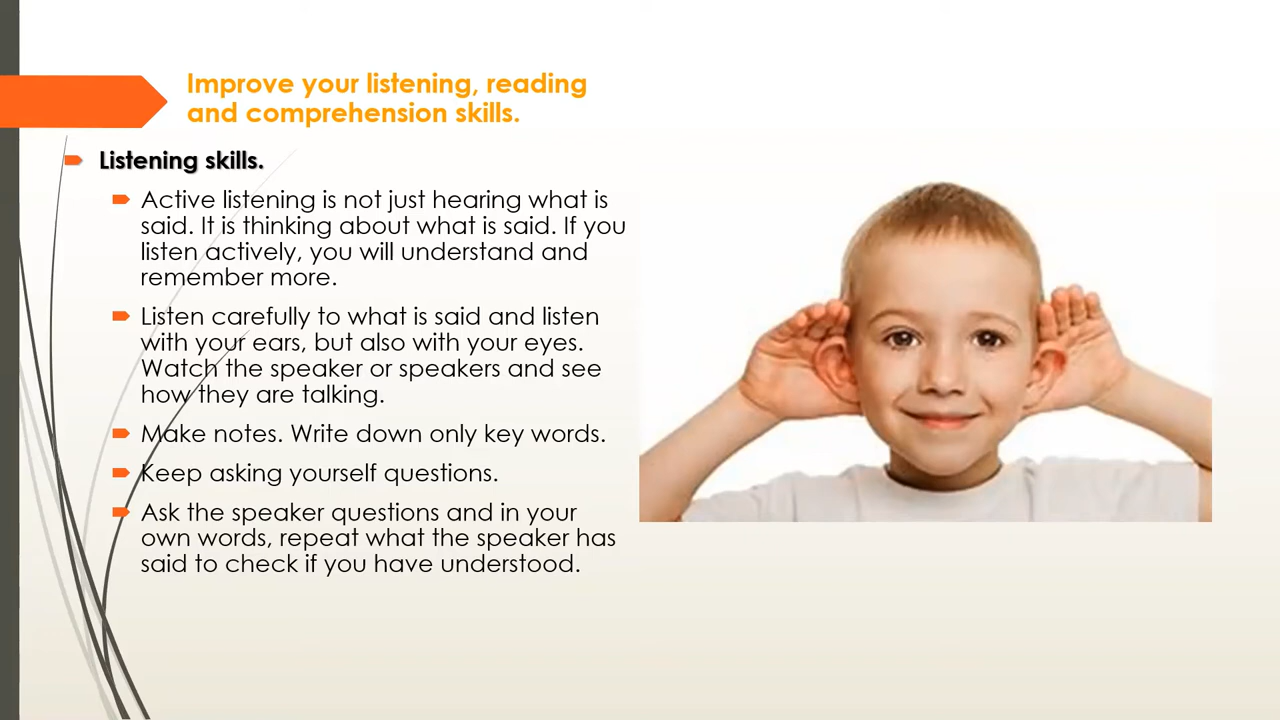 Improve your listening, reading
and comprehension skills.
Listening skills.
Active listening is not just hearing what is
said. It is thinking about what is said. If you
listen actively, you will understand and
remember more.
Listen carefully to what is said and listen
with your ears, but also with your eyes.
Watch the speaker or speakers and see
how they are talking.
Make notes. Write down only key words.
Keep asking yourself questions.
Ask the speaker questions and in your
own words, repeat what the speaker has
said to check if you have understood.